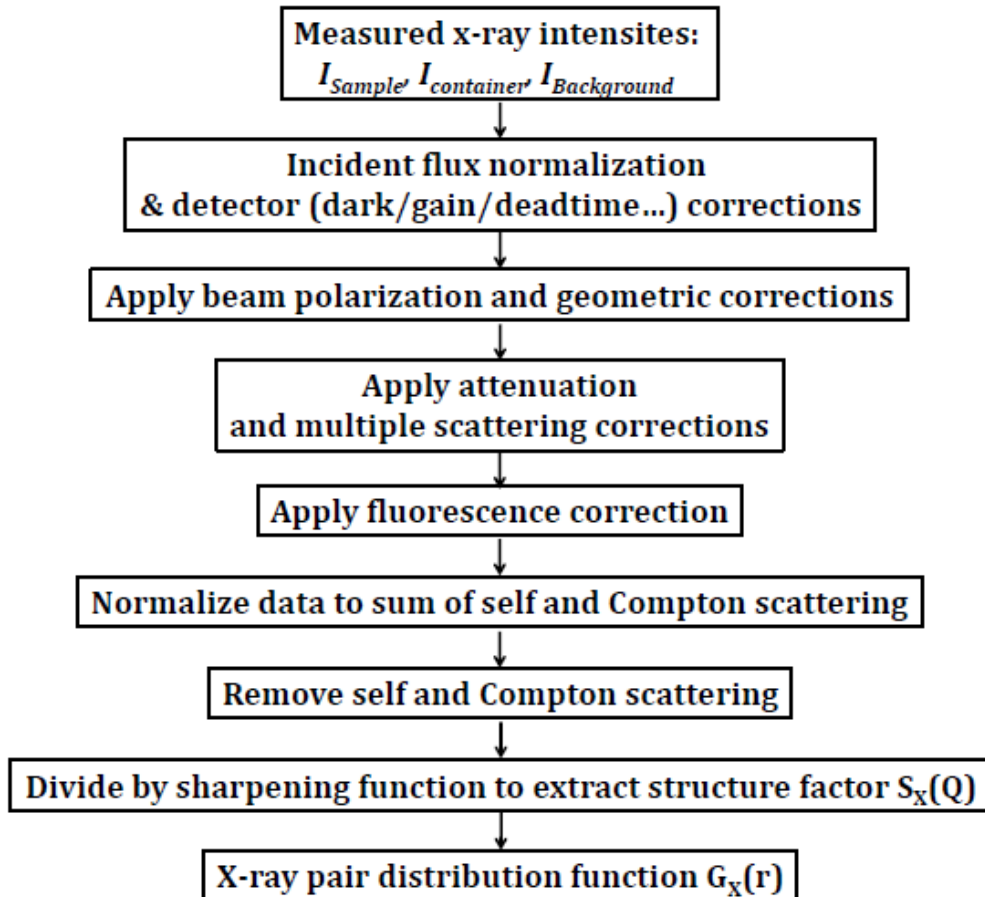 Measured x-ray intensites:
I_Sample, I_container, I_Background
Incident flux normalization
& detector (dark/gain/deadtime...) corrections
Apply beam polarization and geometric corrections
Apply attenuation
and multiple scattering corrections
Apply fluorescence correction
Normalize data to sum of self and Compton scattering
Remove self and Compton scattering
Divide by sharpening function to extract structure factor S_X(Q)
X-ray pair distribution function G_X(r)